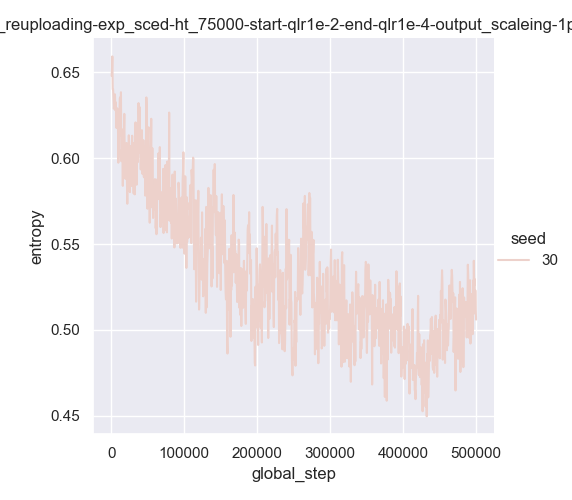 _reuploading-exp_sced-ht_75000-start-qlr1e-2-end-qlr1e-4-output_scaleing-1p
0.65
0.60
0.55
0.50
0.45
entropy
0 100000 200000 300000 400000 500000
global_step
seed
30